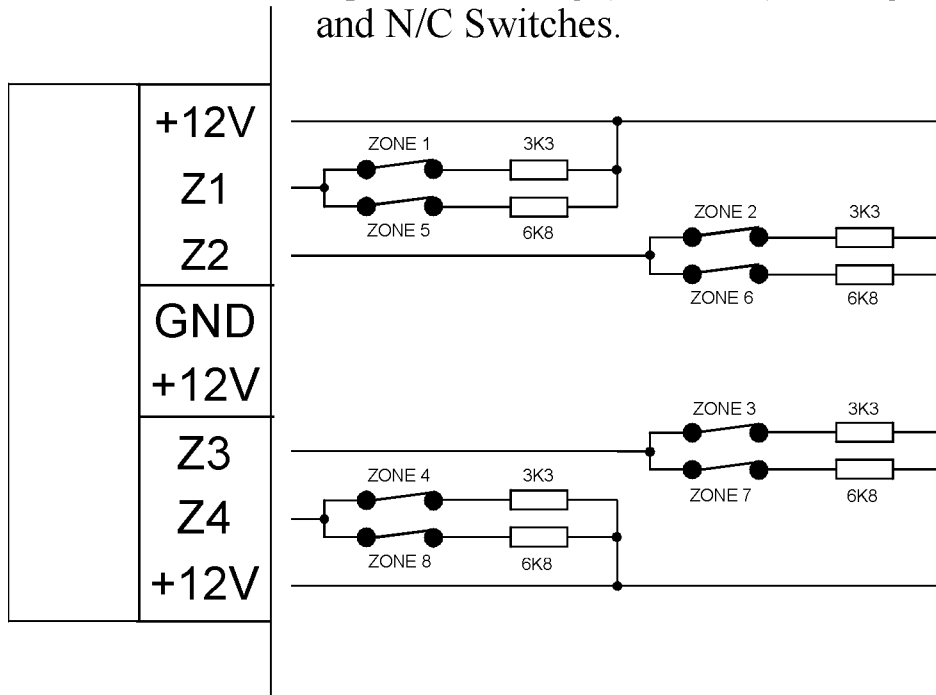 and N/C Switches.
+12V
Z1
Z2
GND
+12V
Z3
Z4
+12V
ZONE 1
3K3
ZONE 5
6K8
ZONE 2
3K3
ZONE 6
6K8
ZONE 3
3K3
ZONE 7
6K8
ZONE 4
3K3
ZONE 8
6K8